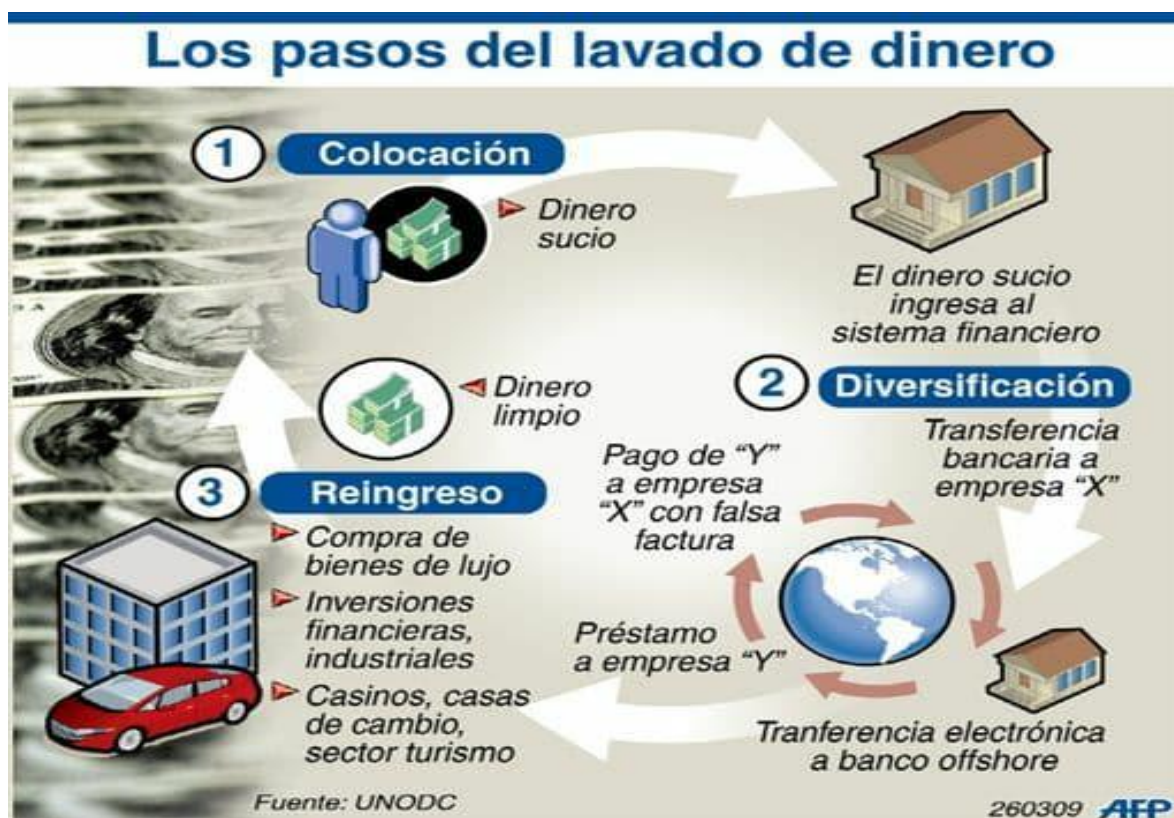 Los pasos del lavado de dinero
1 Colocación
Dinero
sucio
El dinero sucio
ingresa al
sistema financiero
2 Diversificación
Transferencia
bancaria a
empresa “X”
Pago de “Y”
a empresa
“X” con falsa
factura
Préstamo
a empresa “Y”
Tranferencia electrónica
a banco offshore
Dinero
limpio
3 Reingreso
Compra de
bienes de lujo
Inversiones
financieras,
industriales
Casinos, casas
de cambio,
sector turismo
Fuente: UNODC
260309 AFP